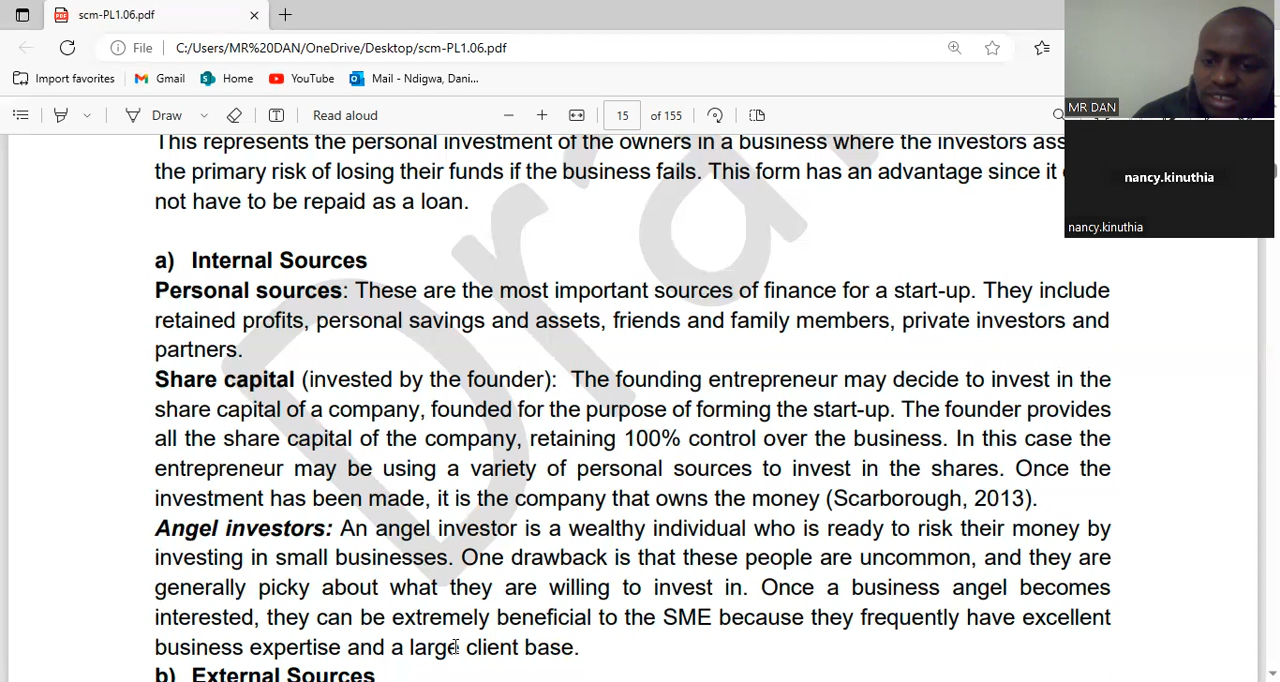 scm-PL1.06.pdf
File
C:/Users/MR%20DAN/OneDrive/Desktop/scm-PL1.06.pdf
Import favorites
Gmail
Home
YouTube
Mail - Ndigwa, Dani...
Draw
Read aloud
15 of 155
MR DAN
nancy.kinuthia
nancy.kinuthia
Dra
This represents the personal investment of the owners in a business where the investors
the primary risk of losing their funds if the business fails. This form has an advantage since it
not have to be repaid as a loan.
a) Internal Sources
Personal sources: These are the most important sources of finance for a start-up. They include
retained profits, personal savings and assets, friends and family members, private investors and
partners.
Share capital (invested by the founder): The founding entrepreneur may decide to invest in the
share capital of a company, founded for the purpose of forming the start-up. The founder provides
all the share capital of the company, retaining 100% control over the business. In this case the
entrepreneur may be using a variety of personal sources to invest in the shares. Once the
investment has been made, it is the company that owns the money (Scarborough, 2013).
Angel investors: An angel investor is a wealthy individual who is ready to risk their money by
investing in small businesses. One drawback is that these people are uncommon, and they are
generally picky about what they are willing to invest in. Once a business angel becomes
interested, they can be extremely beneficial to the SME because they frequently have excellent
business expertise and a large client base.
b) External Sources